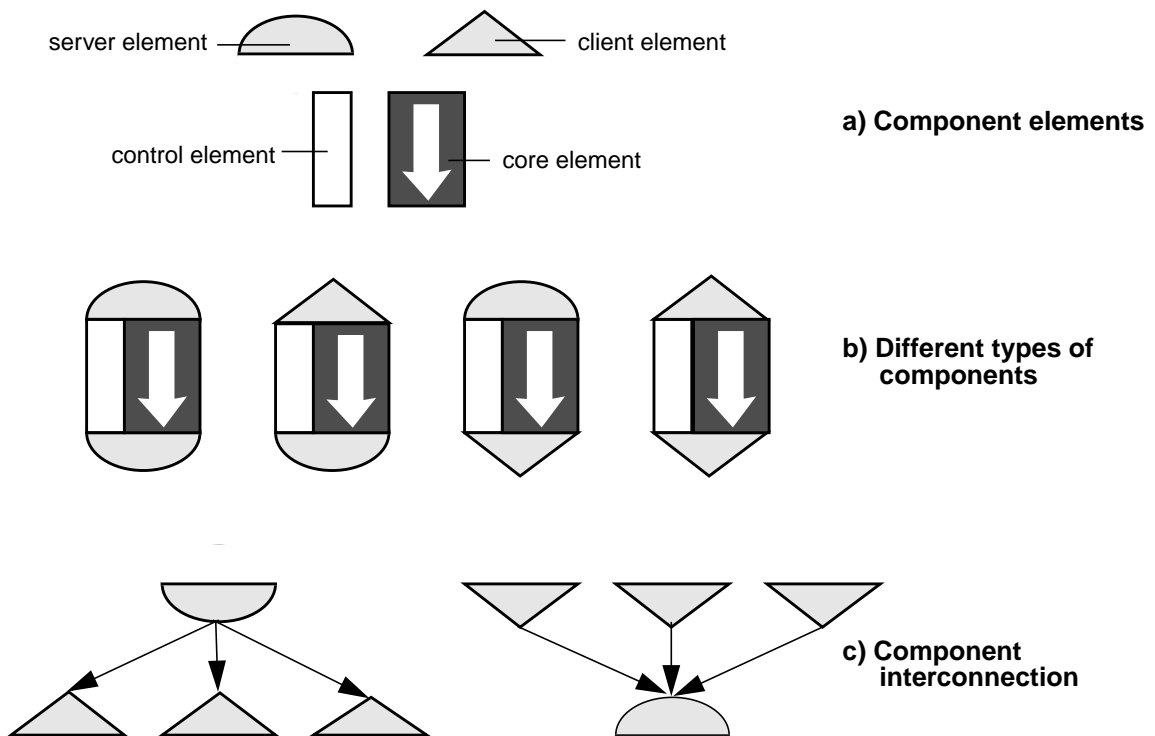 server element
client element
a) Component elements
control element
core element
b) Different types of
components
c) Component
interconnection